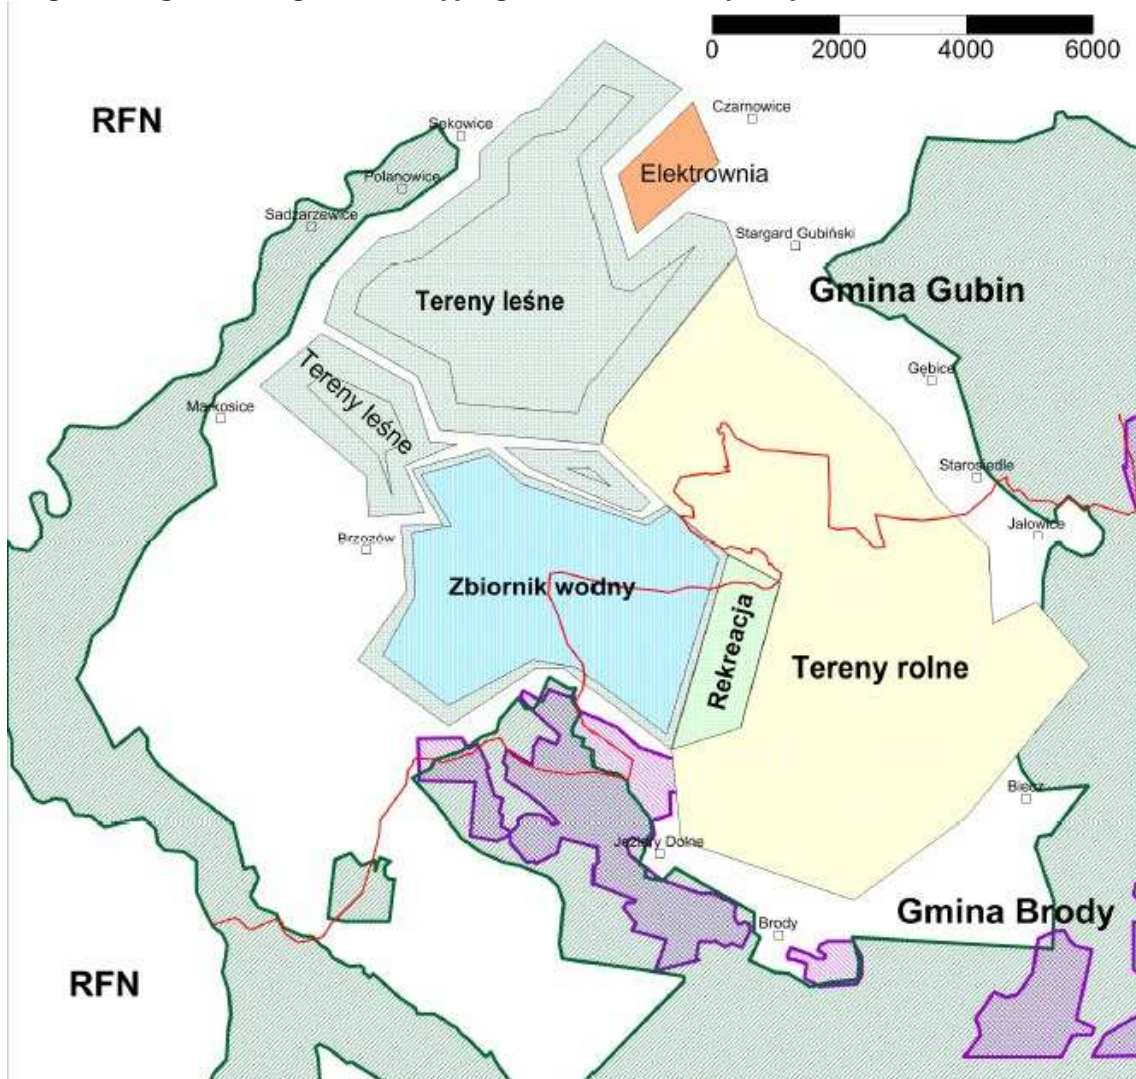 0 2000 4000 6000
RFN
Czarnowice
Sękowice
Elektrownia
Polanowice
Sadzarzewice
Stargard Gubiński
Gmina Gubin
Tereny leśne
Gębice
Tereny leśne
Markosice
Starosiedle
Jałowice
Brzozów
Zbiornik wodny
Rekreacja
Tereny rolne
Biecz
Jeziory Dolne
Gmina Brody
Brody
RFN